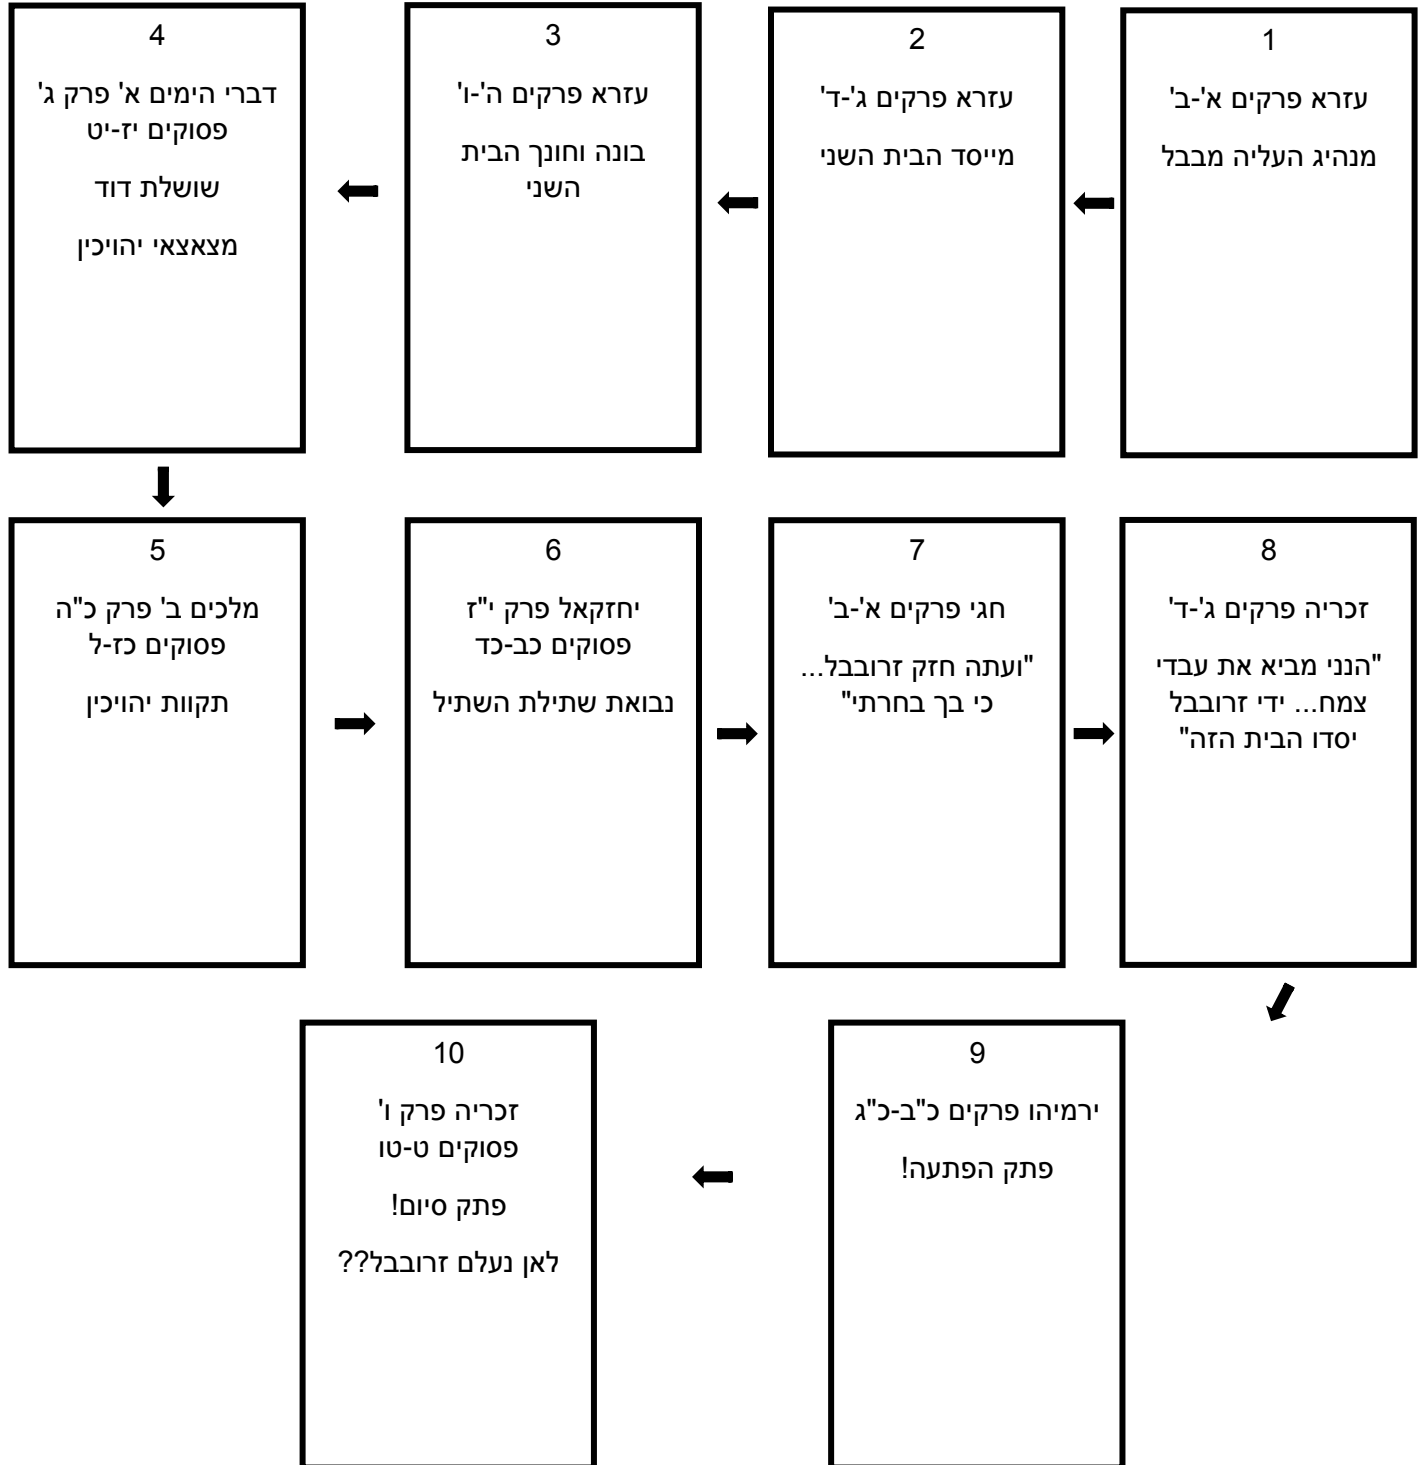 1
עזרא פרקים א'-ב'
מנהיג העליה מבבל
2
עזרא פרקים ג'-ד'
מייסד הבית השני
3
עזרא פרקים ה'-ו'
בונה וחונך הבית
השני
4
דברי הימים א' פרק ג'
פסוקים יז-יט
שושלת דוד
מצאצאי יהויכין
5
מלכים ב' פרק כ"ה
פסוקים כז-ל
תקוות יהויכין
6
יחזקאל פרק י"ז
פסוקים כב-כד
נבואת שתילת השתיל
7
חגי פרקים א'-ב'
"ועתה חזק זרובבל...
כי בך בחרתי"
8
זכריה פרקים ג'-ד'
"הנני מביא את עבדי
צמח... ידי זרובבל
יסדו הבית הזה"
9
ירמיהו פרקים כ"ב-כ"ג
פתק הפתעה!
10
זכריה פרק ו'
פסוקים ט-טו
פתק סיום!
לאן נעלם זרובבל??